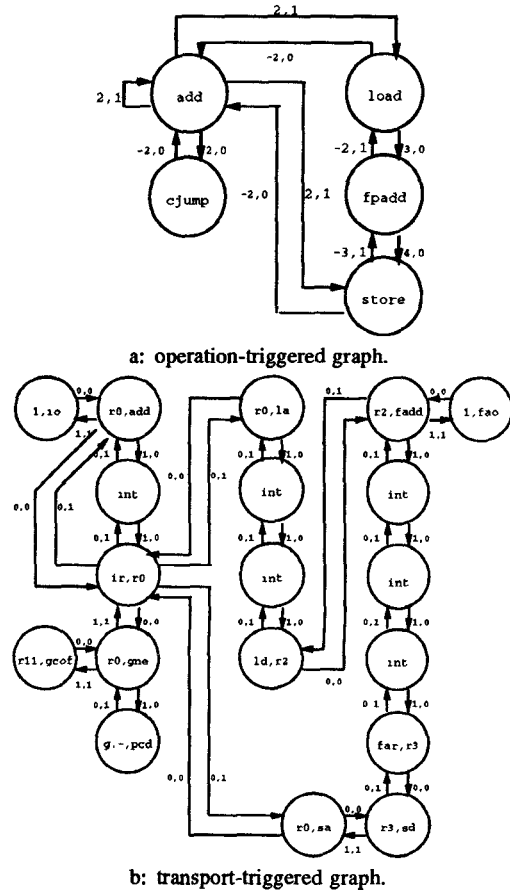 2,1
-2,0
2,1
add
load
-2,0
2,0
-2,1
3,0
cjump
-2,0
2,1
fpadd
-3,1
4,0
store
a: operation-triggered graph.
1,io
0,0
r0,add
1,1
r0,la
0,1
r2,fadd
0,0
1,fao
1,1
0,1
1,0
0,1
1,0
0,1
1,0
0,0
0,1
int
0,0
0,1
int
int
0,1
1,0
0,1
1,0
0,1
1,0
ir,r0
int
int
1,1
0,0
0,1
1,0
0,1
1,0
r11,gcof
0,0
r0,gne
ld,r2
int
1,1
0,0
0,1
1,0
0,1
1,0
g.-,pcd
far,r3
0,0
0,1
0,1
0,0
r0,sa
0,0
r3,sd
1,1
b: transport-triggered graph.